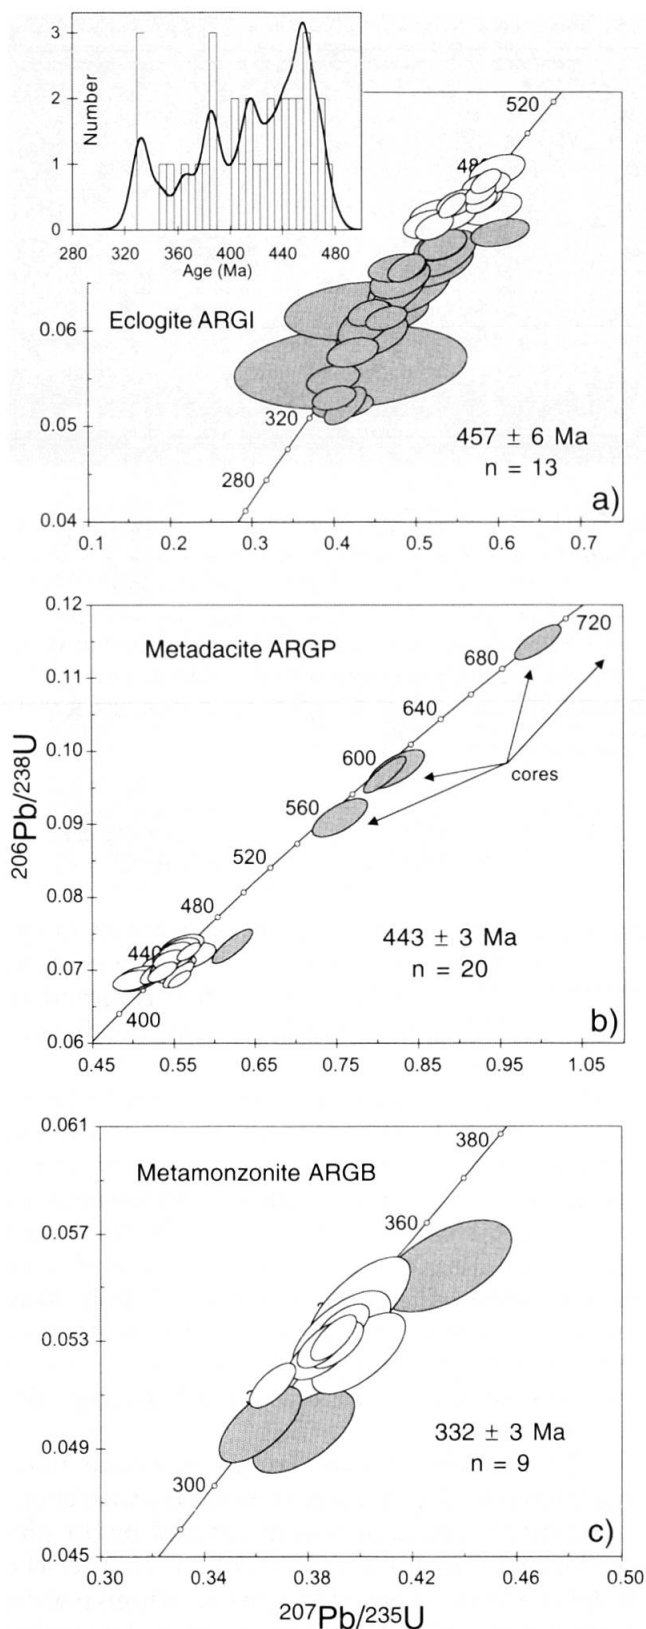 3
2
1
0
Number
280 320 360 400 440 480
Age (Ma)
520
Eclogite ARGI
0.06
0.05
0.04
320
280
457 ± 6 Ma
n = 13
a)
0.1 0.2 0.3 0.4 0.5 0.6 0.7
0.12
0.11
0.10
0.09
0.08
0.07
0.06
Metadacite ARGP
720
680
640
600
560
520
480
440
400
cores
443 ± 3 Ma
n = 20
b)
0.45 0.55 0.65 0.75 0.85 0.95 1.05
206Pb/238U
0.061
0.057
0.053
0.049
0.045
Metamonzonite ARGB
380
360
300
332 ± 3 Ma
n = 9
c)
0.30 0.34 0.38 0.42 0.46 0.50
207Pb/235U